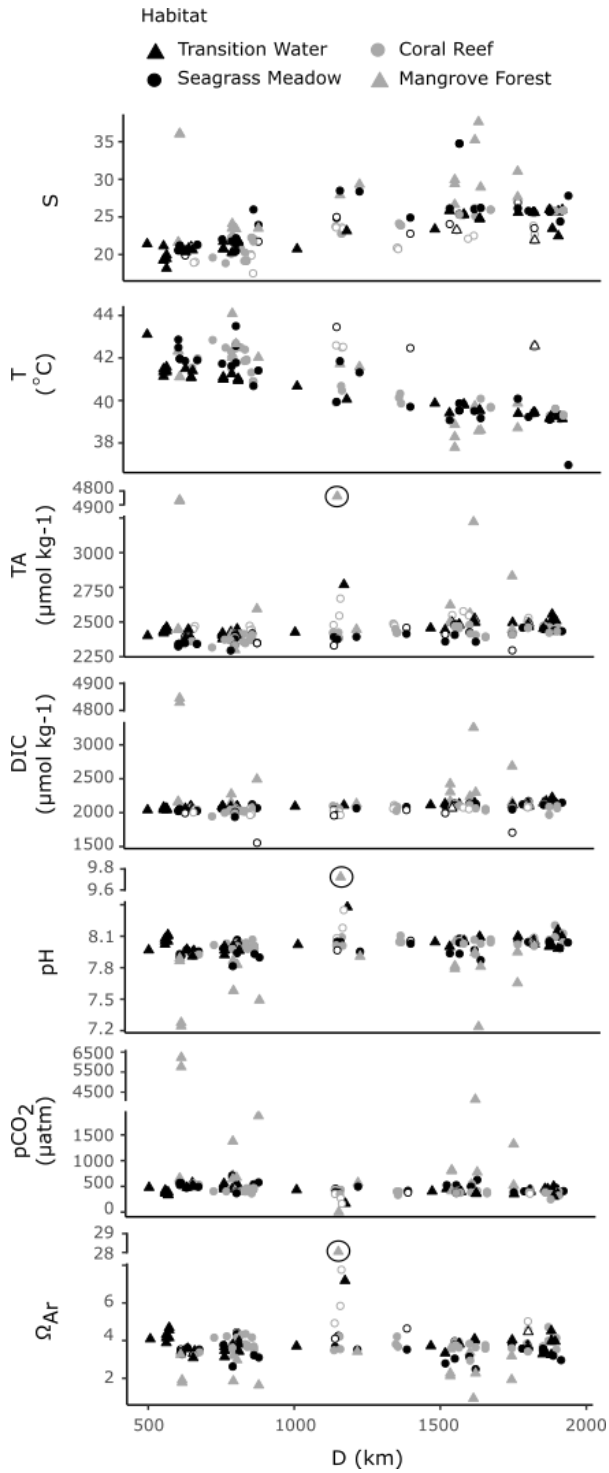 Habitat
Transition Water
Coral Reef
Seagrass Meadow
Mangrove Forest
S
35
30
25
20
T
(°C)
44
42
40
38
TA
(μmol kg-1)
4800
4900
3000
2750
2500
2250
DIC
(μmol kg-1)
4900
4800
3000
2500
2000
1500
pH
9.8
9.6
8.1
7.8
7.5
7.2
pCO2
(μatm)
6500
5500
4500
1500
1000
500
0
ΩAr
29
28
6
4
2
500
1000
1500
2000
D (km)